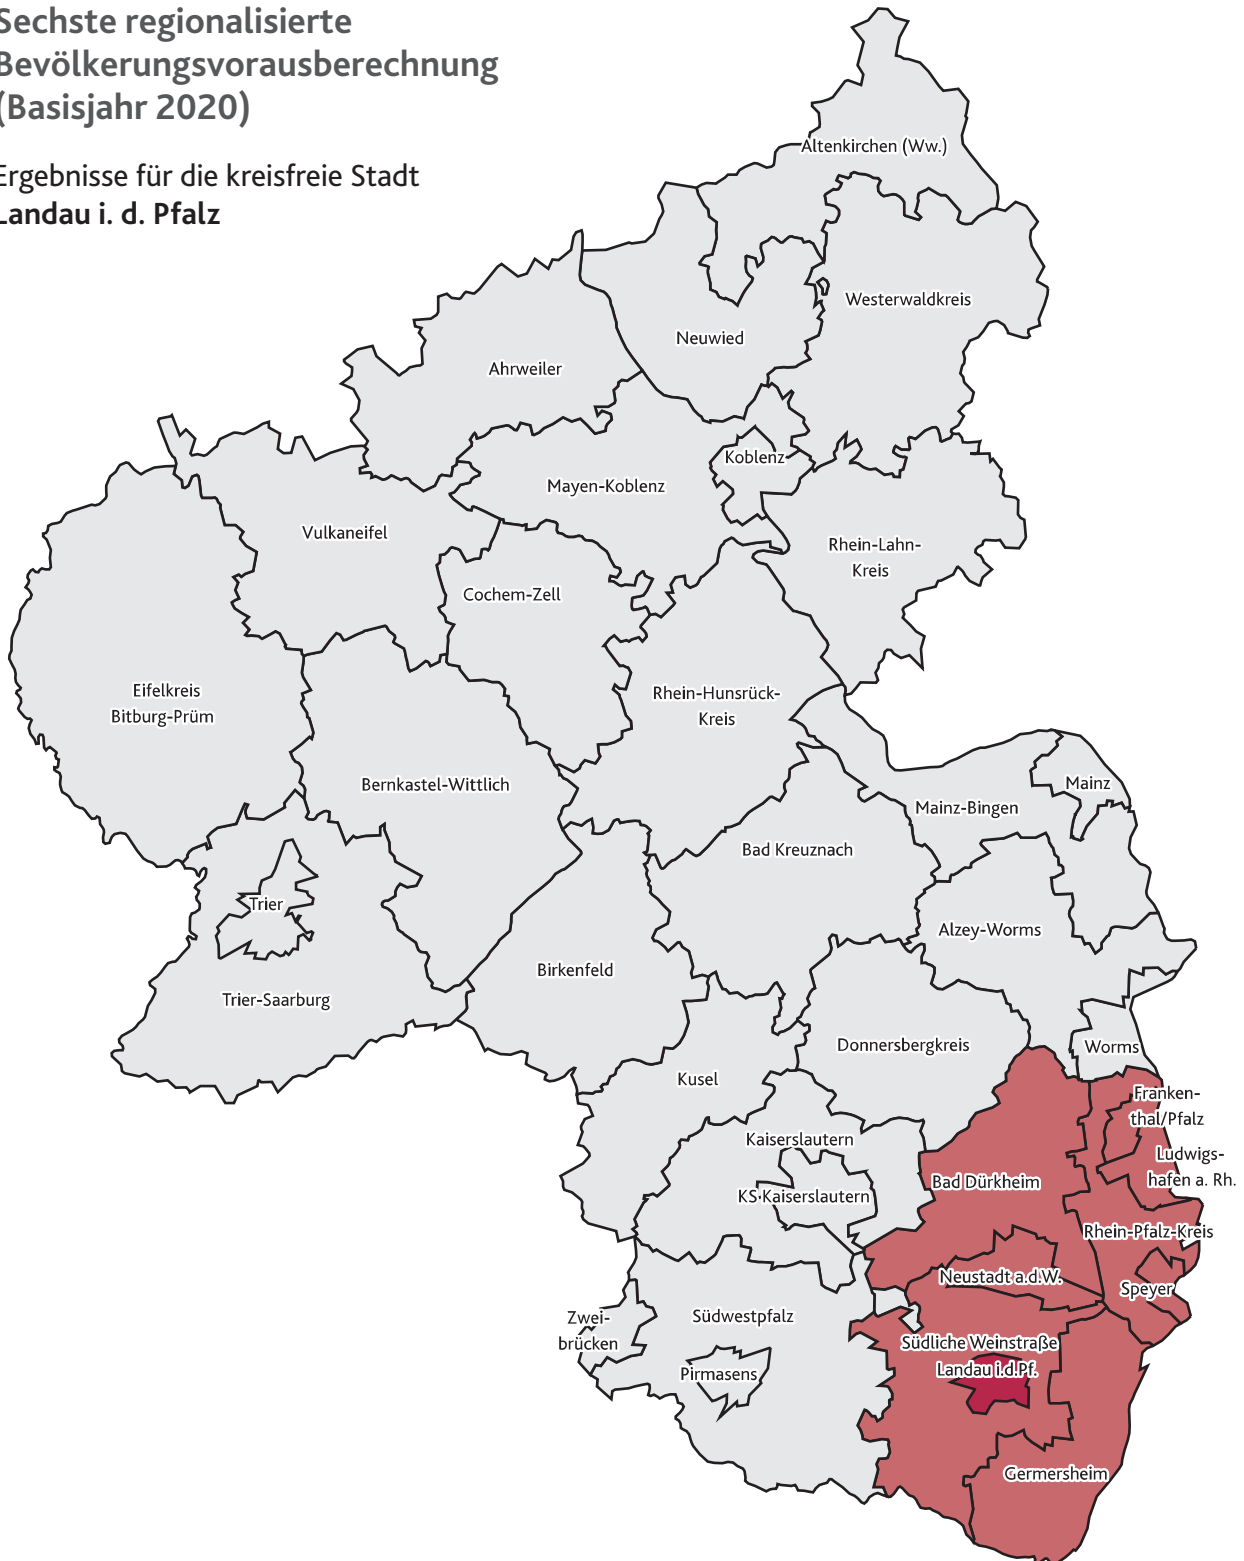 Sechste regionalisierte
Bevölkerungsvorausberechnung
(Basisjahr 2020)
Ergebnisse für die kreisfreie Stadt
Landau i. d. Pfalz
Altenkirchen (Ww.)
Westerwaldkreis
Neuwied
Ahrweiler
Koblenz
Mayen-Koblenz
Vulkaneifel
Rhein-Lahn-
Kreis
Cochem-Zell
Eifelkreis
Bitburg-Prüm
Rhein-Hunsrück-
Kreis
Bernkastel-Wittlich
Mainz
Mainz-Bingen
Bad Kreuznach
Trier
Alzey-Worms
Birkenfeld
Trier-Saarburg
Donnersbergkreis
Worms
Kusel
Franken-
thal/Pfalz
Kaiserslautern
Ludwigs-
hafen a. Rh.
Bad Dürkheim
KS-Kaiserslautern
Rhein-Pfalz-Kreis
Neustadt a.d.W.
Speyer
Zwei-
brücken
Südwestpfalz
Südliche Weinstraße
Landau i.d.Pf.
Pirmasens
Germersheim